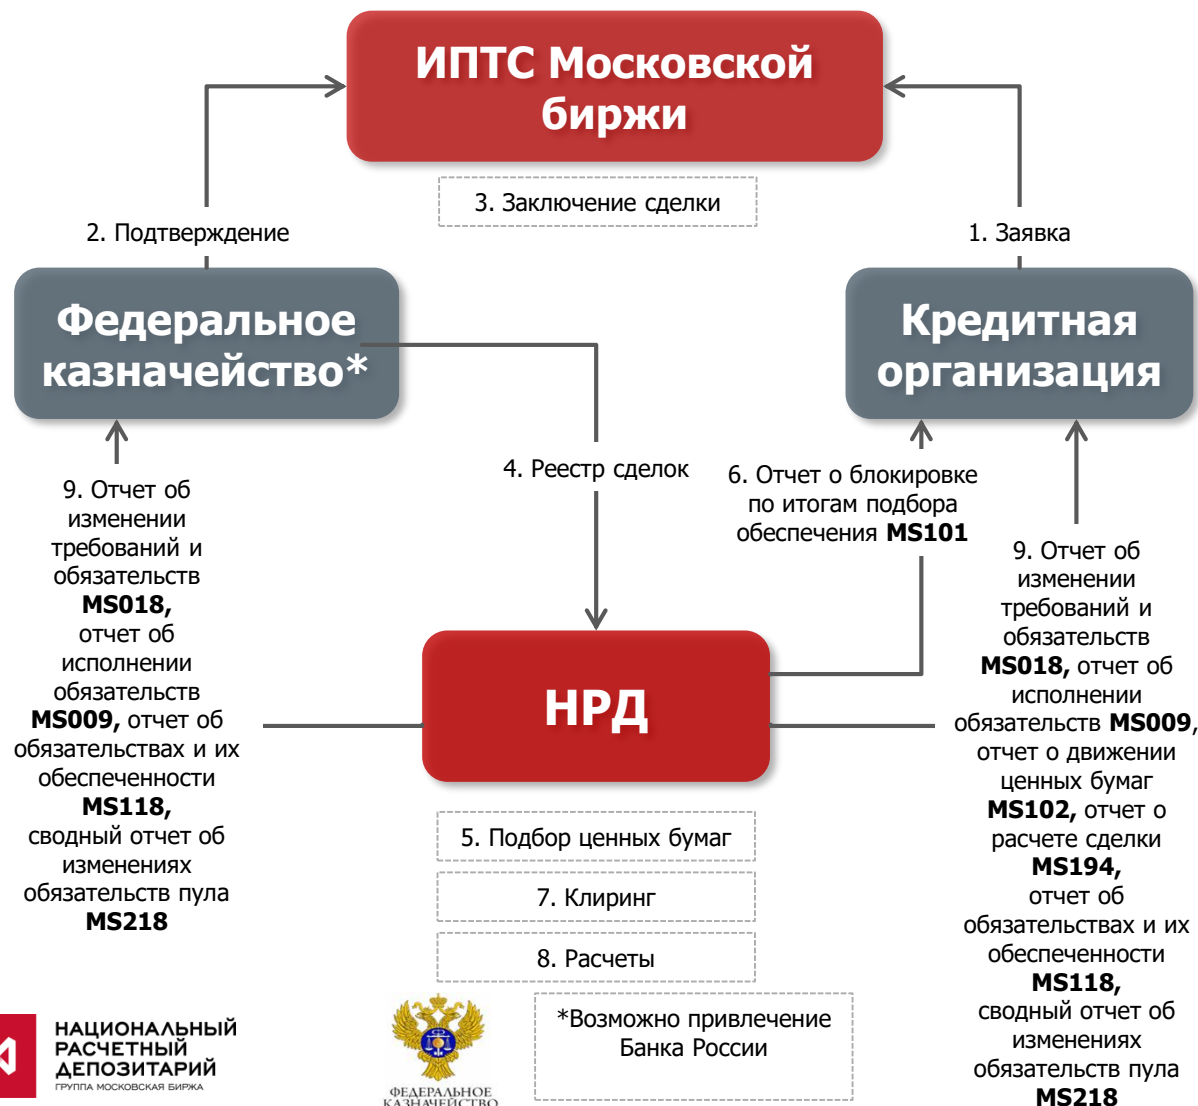 ИПТС Московской
биржи
3. Заключение сделки
2. Подтверждение
1. Заявка
Федеральное
казначейство*
Кредитная
организация
4. Реестр сделок
6. Отчет о блокировке
по итогам подбора
обеспечения MS101
9. Отчет об
изменении
требований и
обязательств
MS018,
отчет об
исполнении
обязательств
MS009, отчет об
обязательствах и их
обеспеченности
MS118,
сводный отчет об
изменениях
обязательств пула
MS218
НРД
9. Отчет об
изменении
требований и
обязательств
MS018, отчет об
исполнении
обязательств MS009,
отчет о движении
ценных бумаг
MS102, отчет о
расчете сделки
MS194,
отчет об
обязательствах и их
обеспеченности
MS118,
сводный отчет об
изменениях
обязательств пула
MS218
5. Подбор ценных бумаг
7. Клиринг
8. Расчеты
*Возможно привлечение
Банка России
НАЦИОНАЛЬНЫЙ
РАСЧЕТНЫЙ
ДЕПОЗИТАРИЙ
ГРУППА МОСКОВСКАЯ БИРЖА
ФЕДЕРАЛЬНОЕ
КАЗНАЧЕЙСТВО